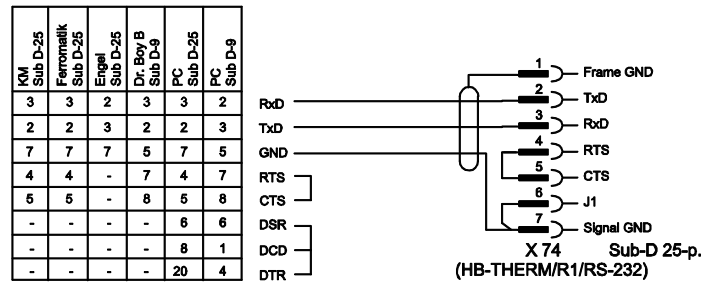 KM Sub D-25 Ferromatik Sub D-25 Engel Sub D-25 Dr. Boy B Sub D-9 PC Sub D-25 PC Sub D-9
3 3 2 3 3 2 RxD
2 2 3 2 2 3 TxD
7 7 7 5 7 5 GND
4 4 - 7 4 7 RTS
5 5 - 8 5 8 CTS
- - - - 6 6 DSR
- - - - 8 1 DCD
- - - - 20 4 DTR
1 Frame GND
2 TxD
3 RxD
4 RTS
5 CTS
6 J1
7 Signal GND
X 74 Sub-D 25-p.
(HB-THERM/R1/RS-232)